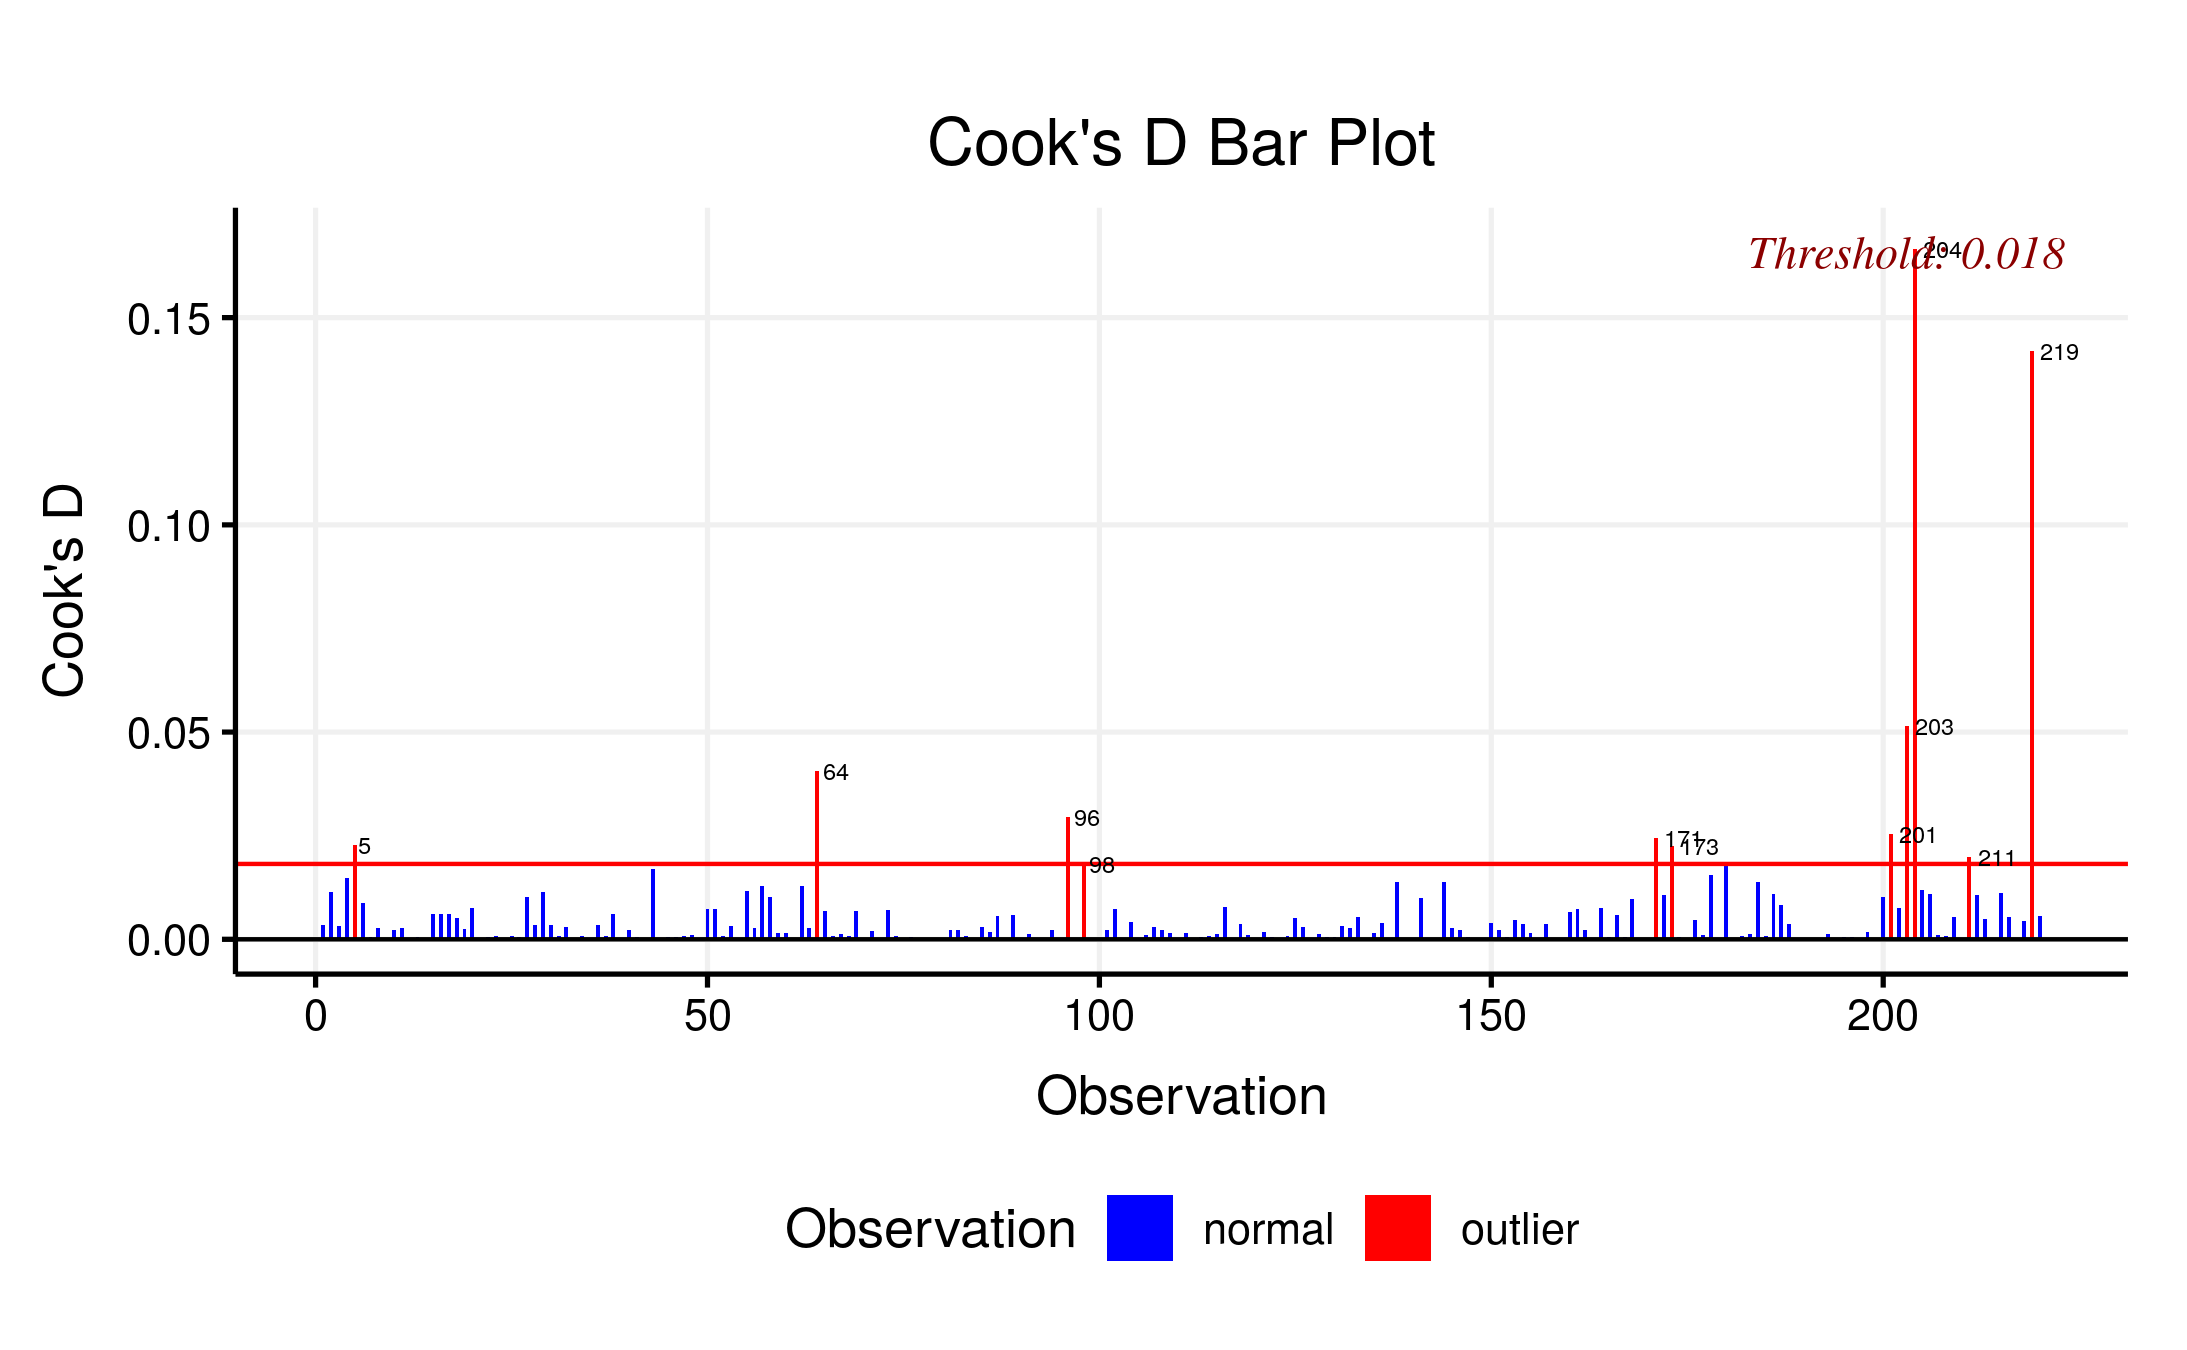 Cook's D Bar Plot
Threshold: 0.018
204
0.15
219
0.10
Cook's D
0.05
203
64
96
5
98
171
173
201
211
0.00
0 50 100 150 200
Observation
Observation normal outlier